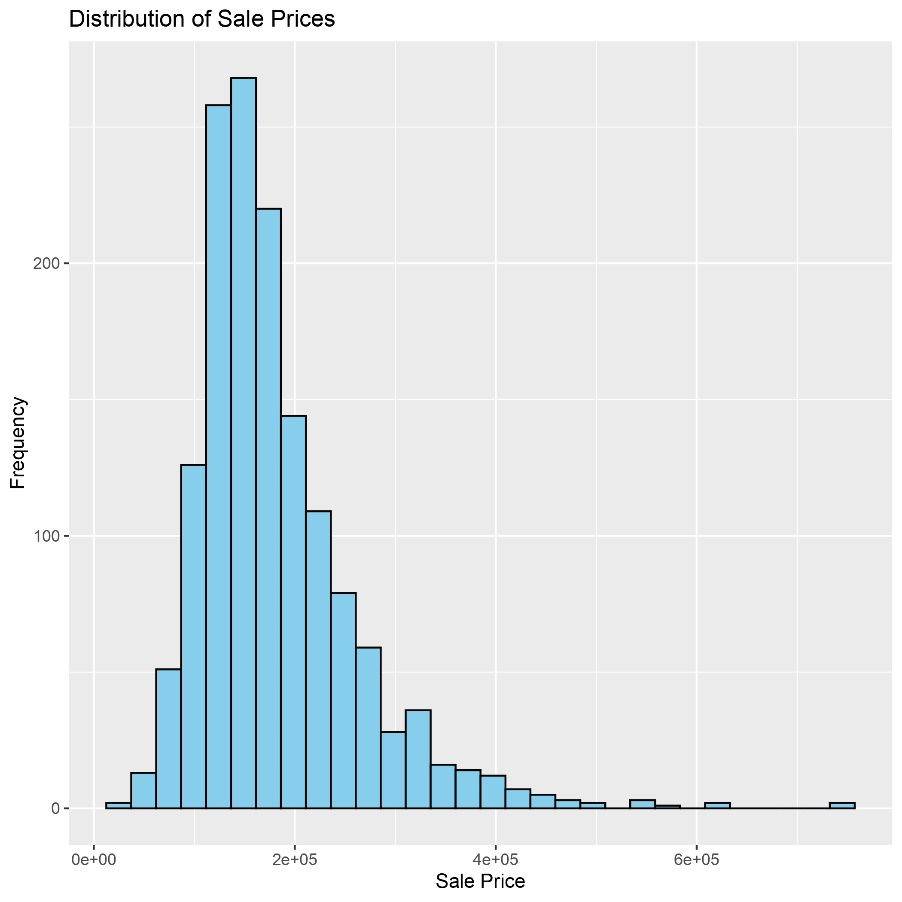 Distribution of Sale Prices
Frequency
200
100
0
0e+00
2e+05
4e+05
6e+05
Sale Price